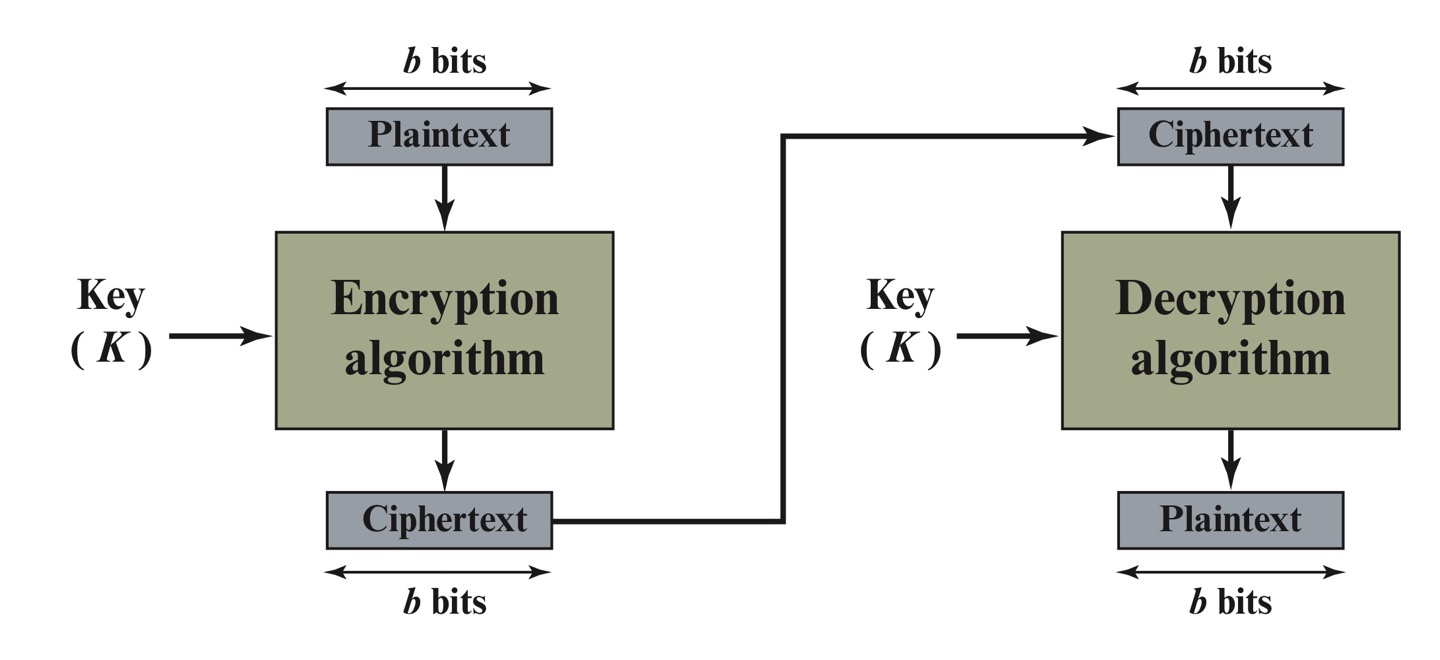 b bits
Plaintext
Key
( K )
Encryption
algorithm
Ciphertext
b bits
b bits
Ciphertext
Key
( K )
Decryption
algorithm
Plaintext
b bits